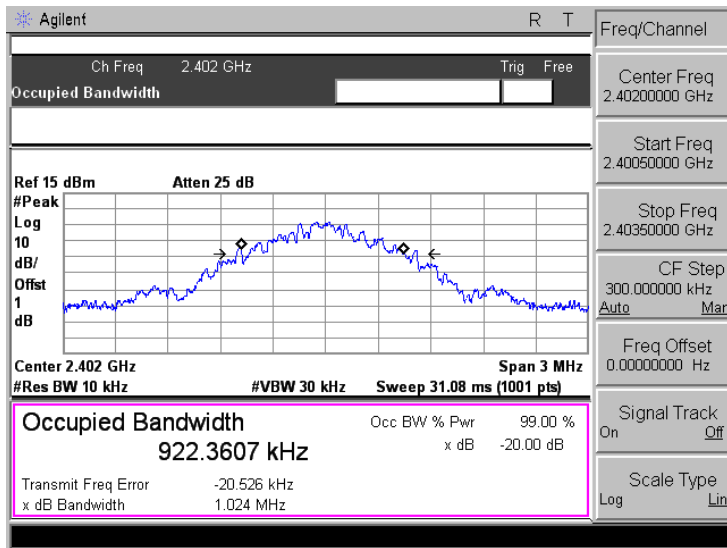 Agilent R T
Ch Freq 2.402 GHz Trig Free
Occupied Bandwidth
Ref 15 dBm Atten 25 dB
#Peak
Log
10
dB/
Offst
1
dB
Center 2.402 GHz Span 3 MHz
#Res BW 10 kHz #VBW 30 kHz Sweep 31.08 ms (1001 pts)
Occupied Bandwidth
922.3607 kHz
Occ BW % Pwr 99.00 %
x dB -20.00 dB
Transmit Freq Error -20.526 kHz
x dB Bandwidth 1.024 MHz
Freq/Channel
Center Freq
2.40200000 GHz
Start Freq
2.40050000 GHz
Stop Freq
2.40350000 GHz
CF Step
300.000000 kHz
Auto Man
Freq Offset
0.00000000 Hz
Signal Track
On Off
Scale Type
Log Lin